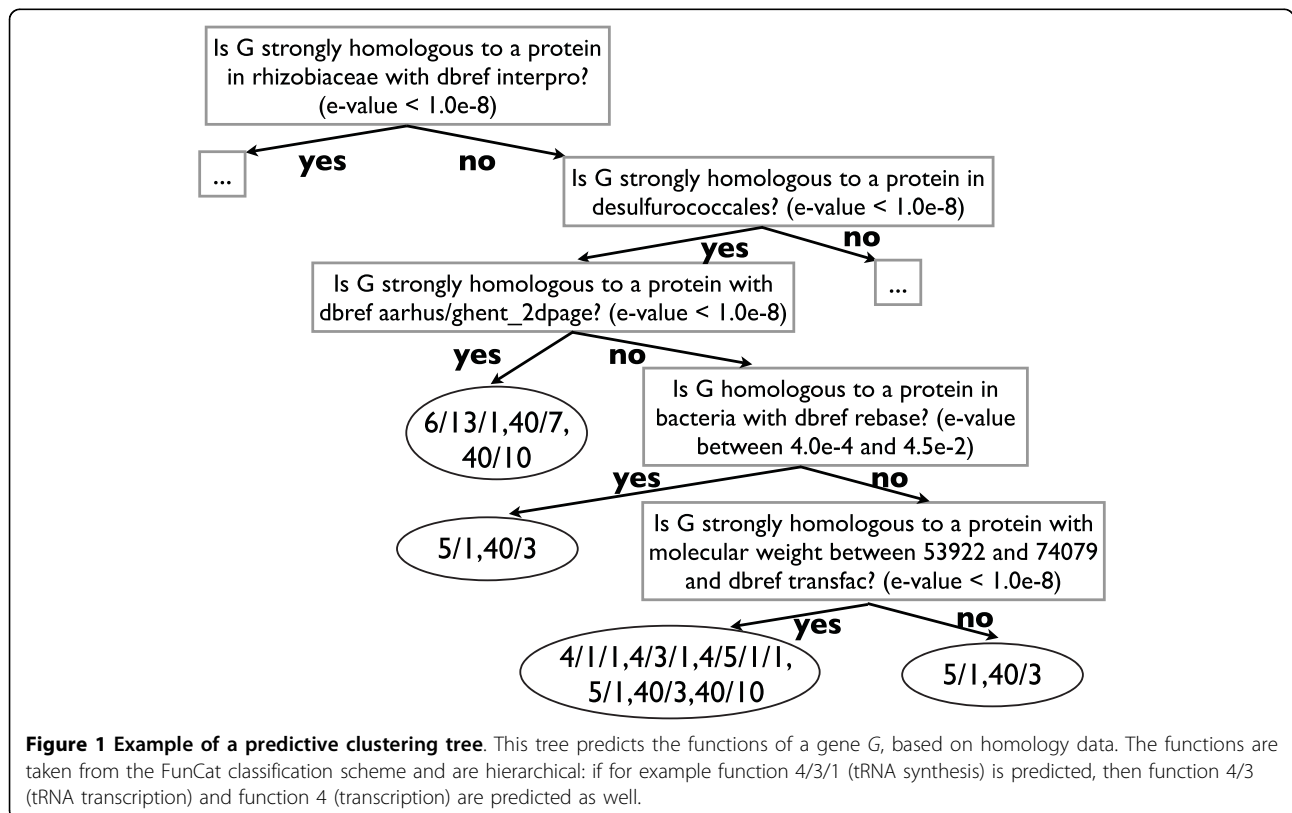 Is G strongly homologous to a protein
in rhizobiaceae with dbref interpro?
(e-value < 1.0e-8)
yes
no
...
Is G strongly homologous to a protein in
desulfurococcales? (e-value < 1.0e-8)
yes
no
...
Is G strongly homologous to a protein with
dbref aarhus/ghent_2dpage? (e-value < 1.0e-8)
yes
no
6/13/1,40/7,
40/10
Is G homologous to a protein in
bacteria with dbref rebase? (e-value
between 4.0e-4 and 4.5e-2)
yes
no
5/1,40/3
Is G strongly homologous to a protein with
molecular weight between 53922 and 74079
and dbref transfac? (e-value < 1.0e-8)
yes
no
4/1/1,4/3/1,4/5/1/1,
5/1,40/3,40/10
5/1,40/3
Figure 1 Example of a predictive clustering tree. This tree predicts the functions of a gene G, based on homology data. The functions are
taken from the FunCat classification scheme and are hierarchical: if for example function 4/3/1 (tRNA synthesis) is predicted, then function 4/3
(tRNA transcription) and function 4 (transcription) are predicted as well.